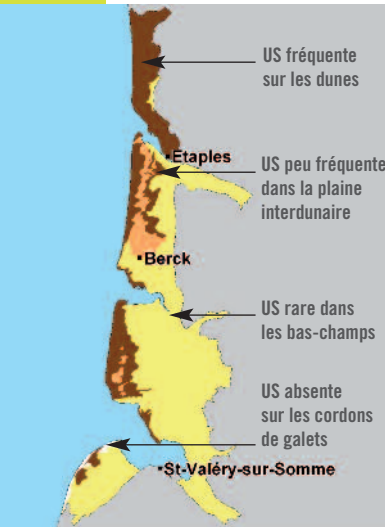 US fréquente
sur les dunes
Etaples
US peu fréquente
dans la plaine
interdunaire
Berck
US rare dans
les bas-champs
US absente
sur les cordons
de galets
St-Valéry-sur-Somme